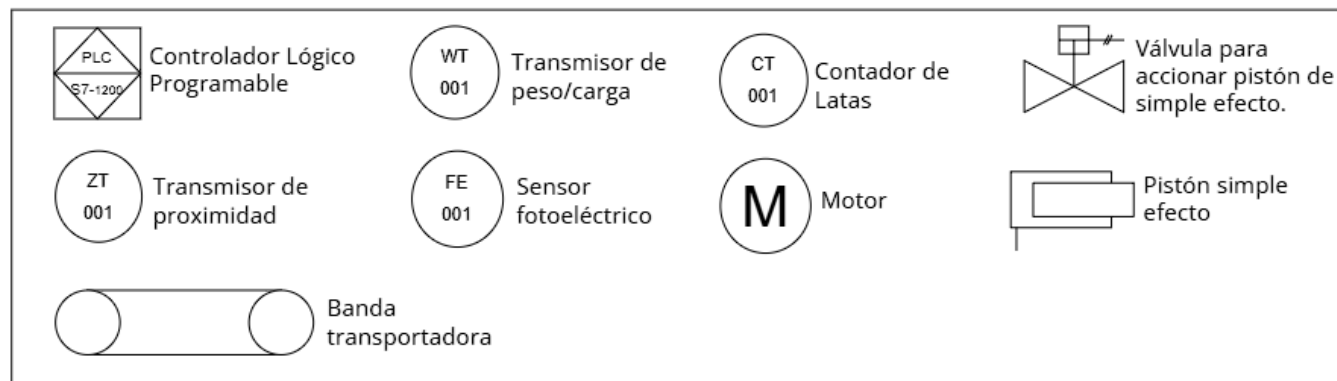 PLC
S7-1200
Controlador Lógico
Programable
WT
001
Transmisor de
peso/carga
CT
001
Contador de
Latas
Válvula para
accionar pistón de
simple efecto.
ZT
001
Transmisor de
proximidad
FE
001
Sensor
fotoeléctrico
M
Motor
Pistón simple
efecto
Banda
transportadora